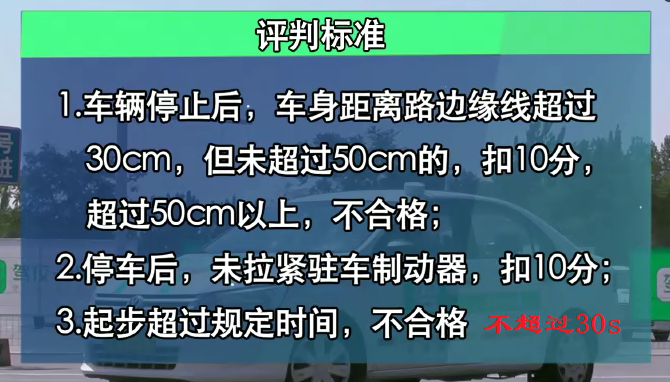 评判标准
1.车辆停止后，车身距离路边缘线超过
30cm，但未超过50cm的，扣10分，
超过50cm以上，不合格；
2.停车后，未拉紧驻车制动器，扣10分；
3.起步超过规定时间，不合格 不超过30s